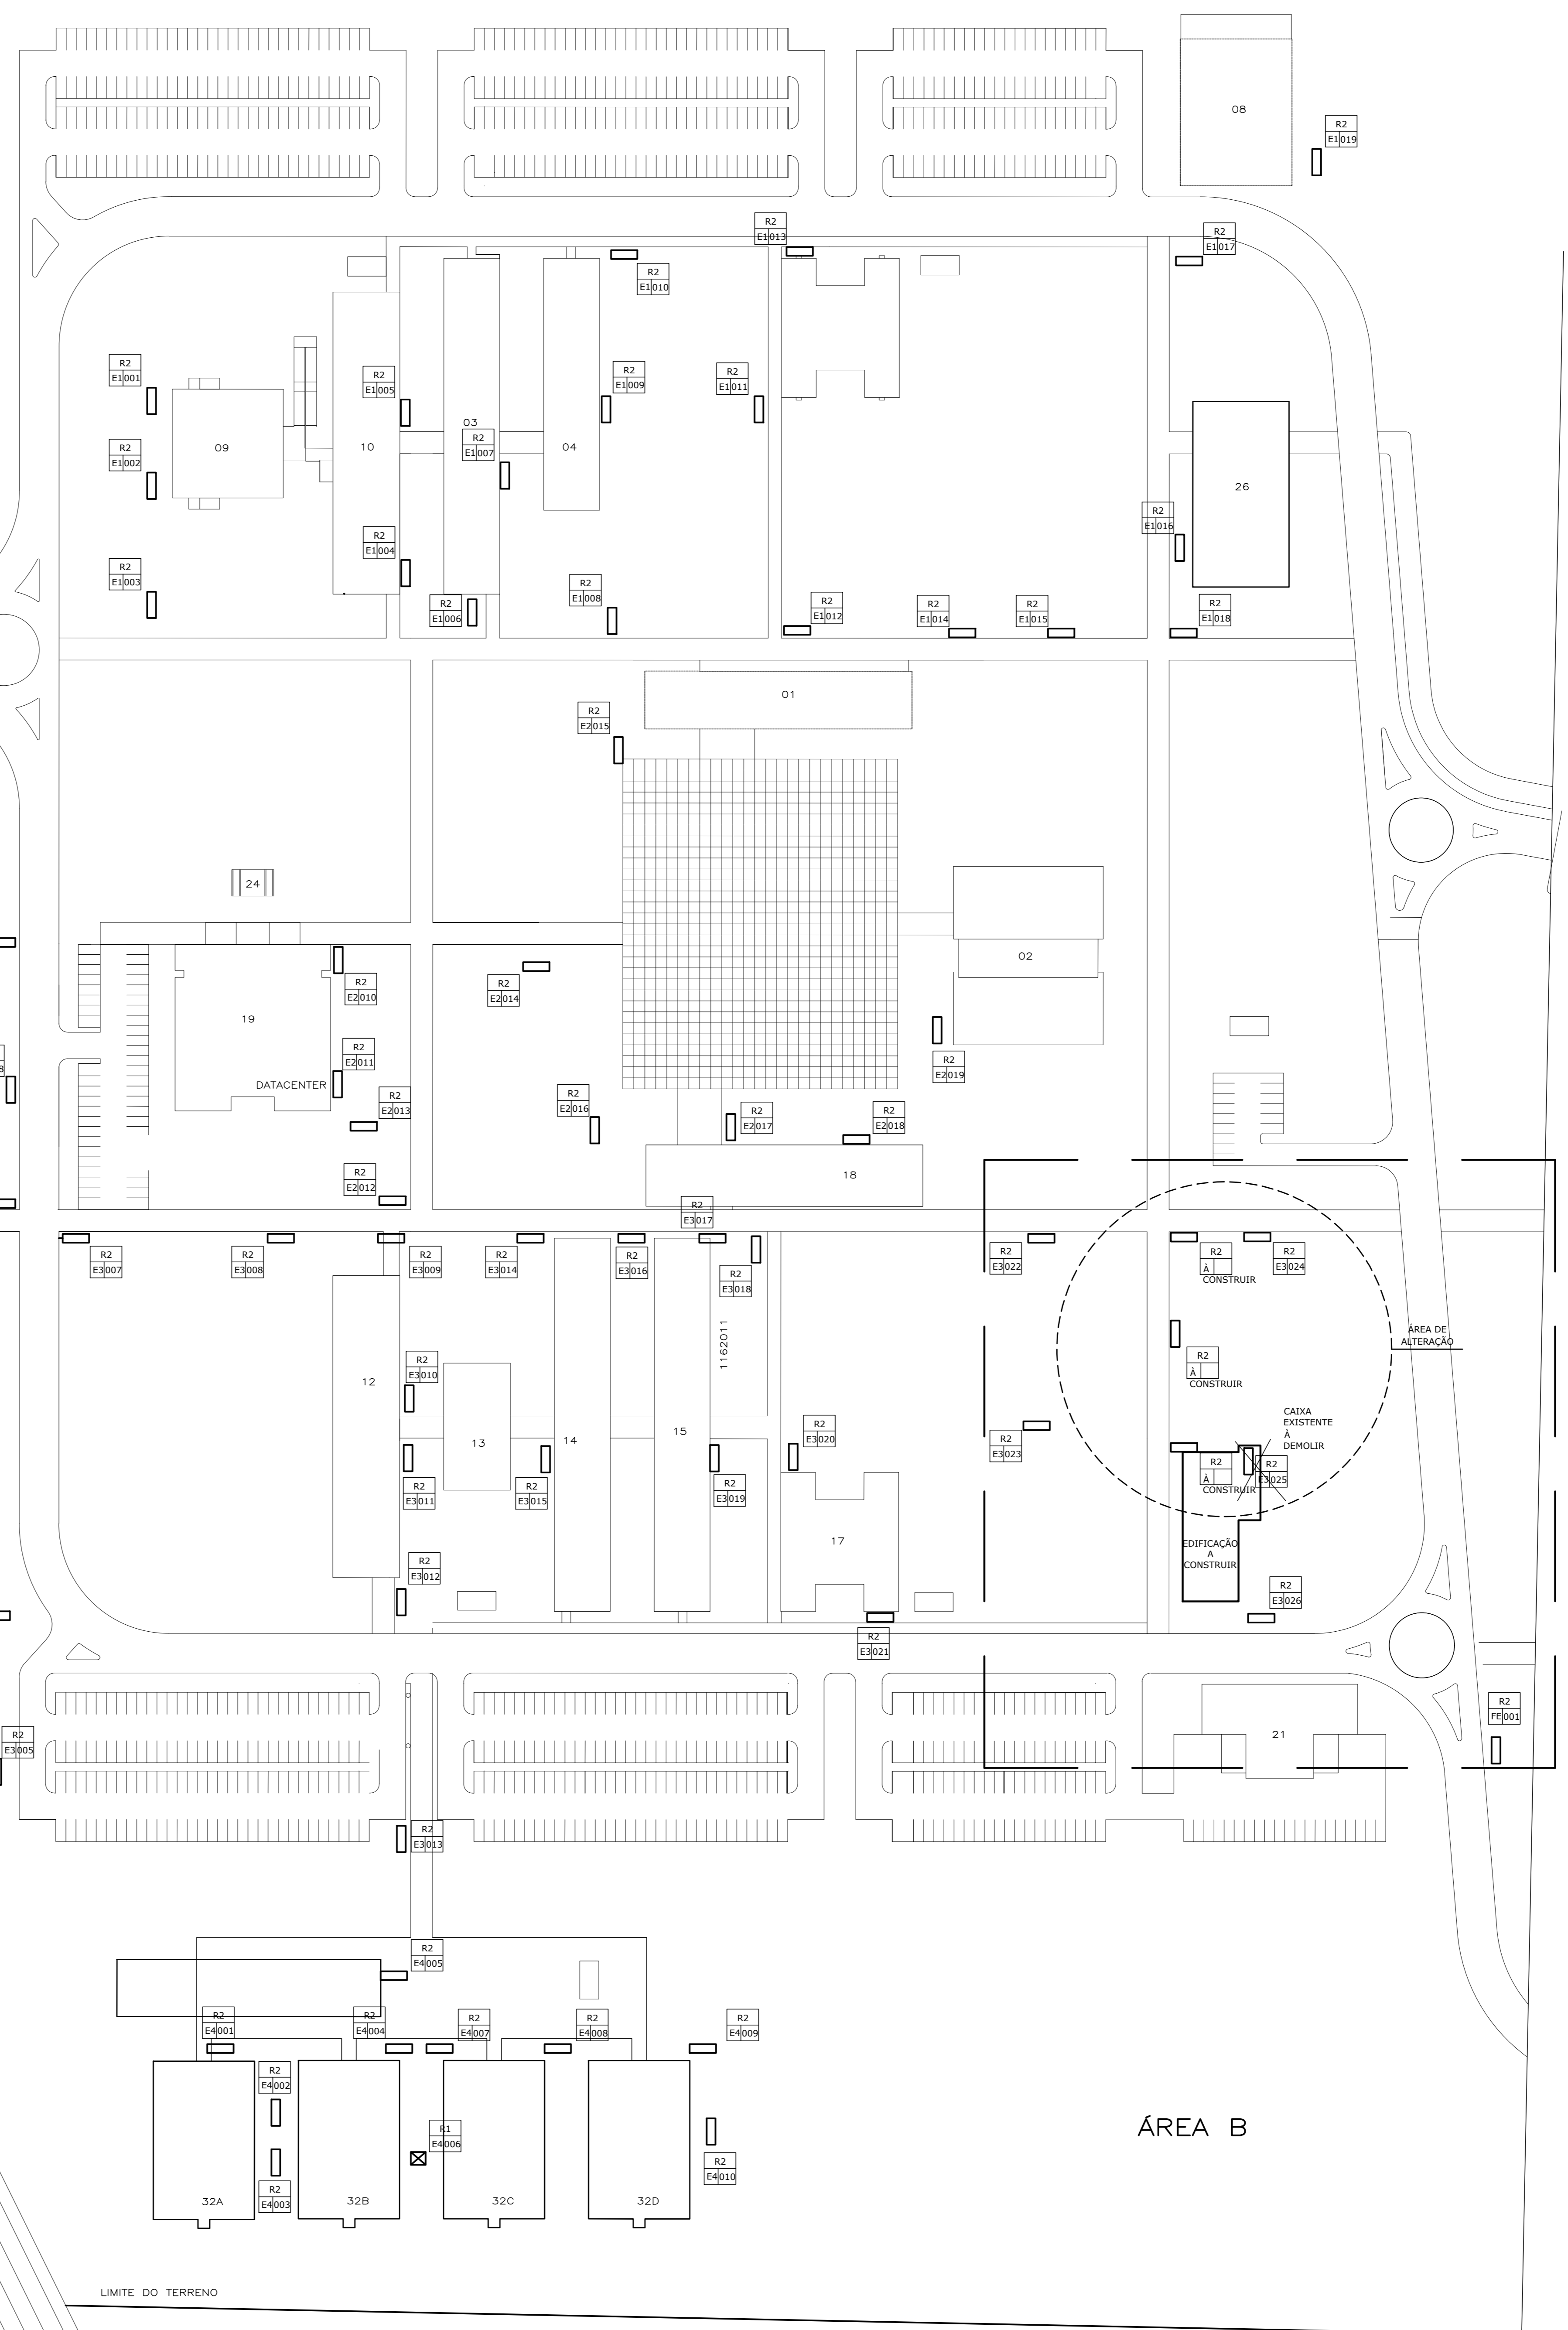 08
R2
E1 019
R2
E1 013
R2
E1 017
R2
E1 010
R2
E1 001
R2
E1 005
R2
E1 009
R2
E1 011
03
R2
E1 007
R2
E1 002
09
10
04
26
R2
E1 016
R2
E1 004
R2
E1 003
R2
E1 008
R2
E1 006
R2
E1 012
R2
E1 014
R2
E1 015
R2
E1 018
01
R2
E2 015
24
02
R2
E2 010
R2
E2 014
19
R2
E2 011
DATACENTER
R2
E2 019
R2
E2 013
R2
E2 016
R2
E2 017
R2
E2 018
R2
E2 012
18
R2
E3 017
R2
E3 007
R2
E3 008
R2
E3 009
R2
E3 014
R2
E3 016
R2
E3 018
R2
E3 022
R2
À
CONSTRUIR
R2
E3 024
1162011
ÁREA DE
ALTERAÇÃO
R2
E3 010
R2
À
CONSTRUIR
12
13
14
15
R2
E3 020
R2
E3 023
CAIXA
EXISTENTE
À
DEMOLIR
R2
À
CONSTRUIR
R2
E3 025
R2
E3 011
R2
E3 015
R2
E3 019
17
EDIFICAÇÃO
A
CONSTRUIR
R2
E3 012
R2
E3 026
R2
E3 021
R2
FE 001
R2
E3 005
21
R2
E3 013
R2
E4 005
R2
E4 001
R2
E4 004
R2
E4 007
R2
E4 008
R2
E4 009
R2
E4 002
R1
E4 006
ÁREA B
R2
E4 010
R2
E4 003
32A
32B
32C
32D
LIMITE DO TERRENO